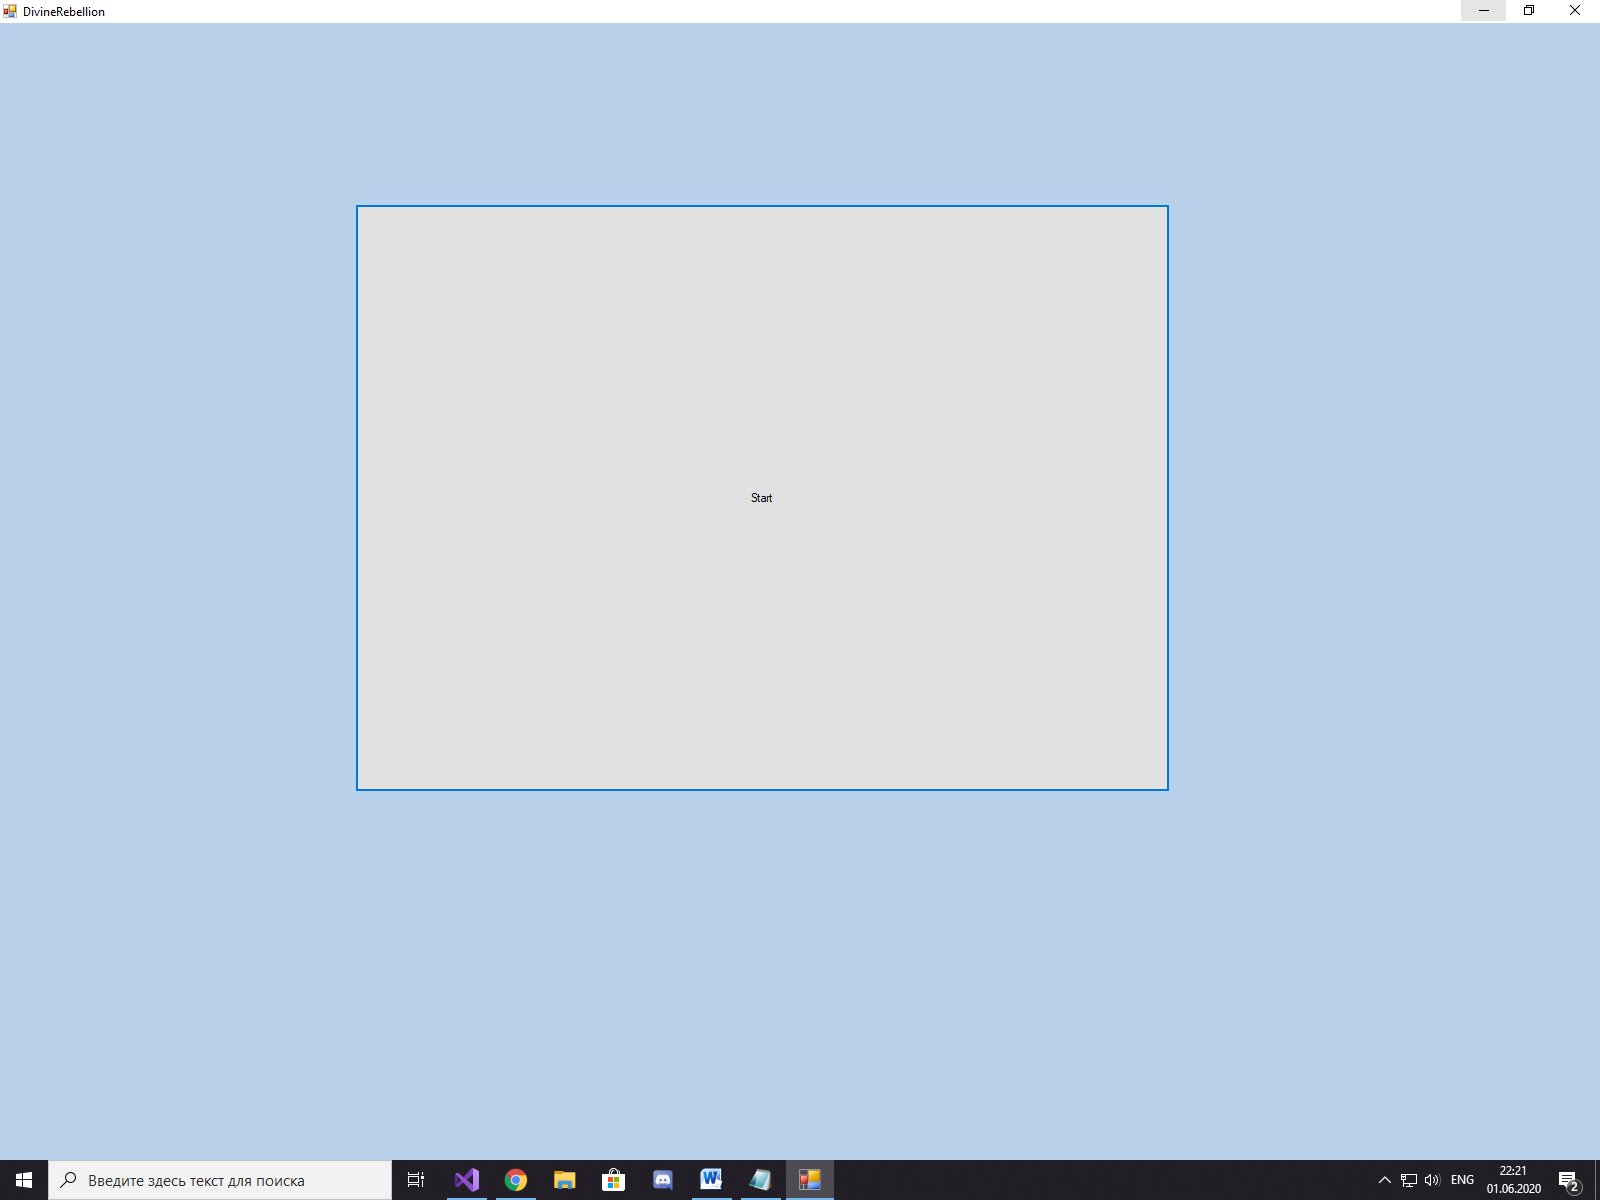 DivineRebellion
Start
Введите здесь текст для поиска
ENG
22:21
01.06.2020
2